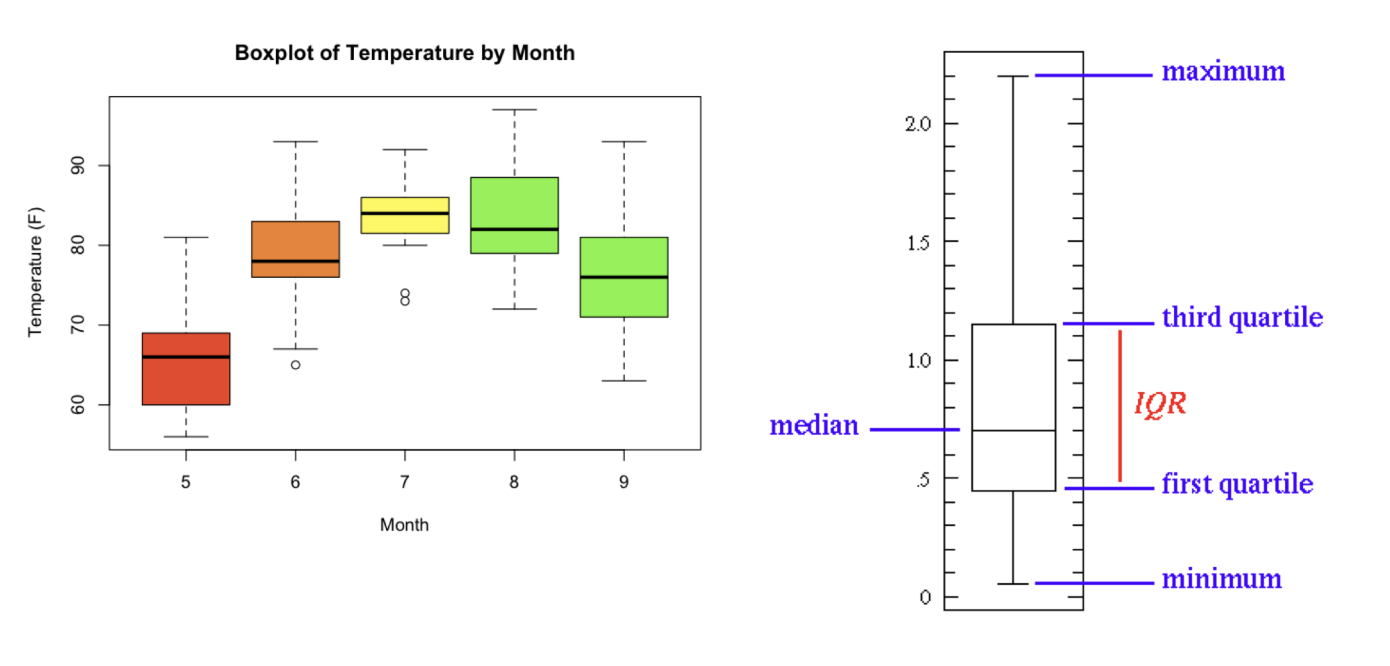 Boxplot of Temperature by Month
Temperature (F)
90
80
70
60
5 6 7 8 9
Month
maximum
2.0
1.5
third quartile
1.0
IQR
median
.5
first quartile
minimum
0